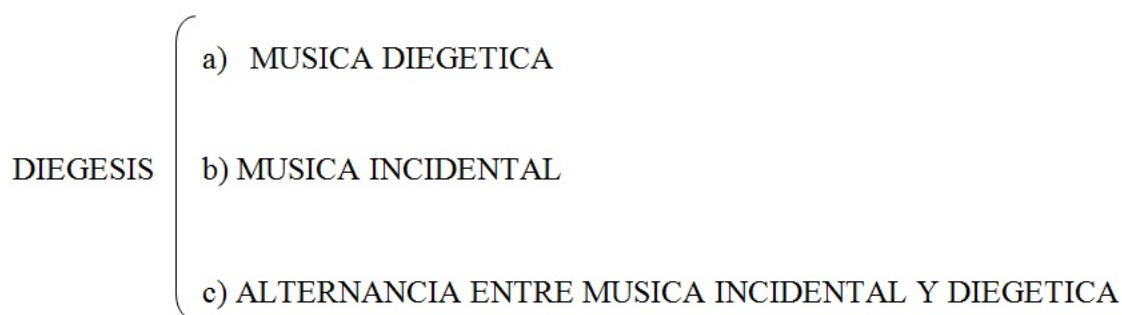 a) MUSICA DIEGETICA
DIEGESIS b) MUSICA INCIDENTAL
c) ALTERNANCIA ENTRE MUSICA INCIDENTAL Y DIEGETICA